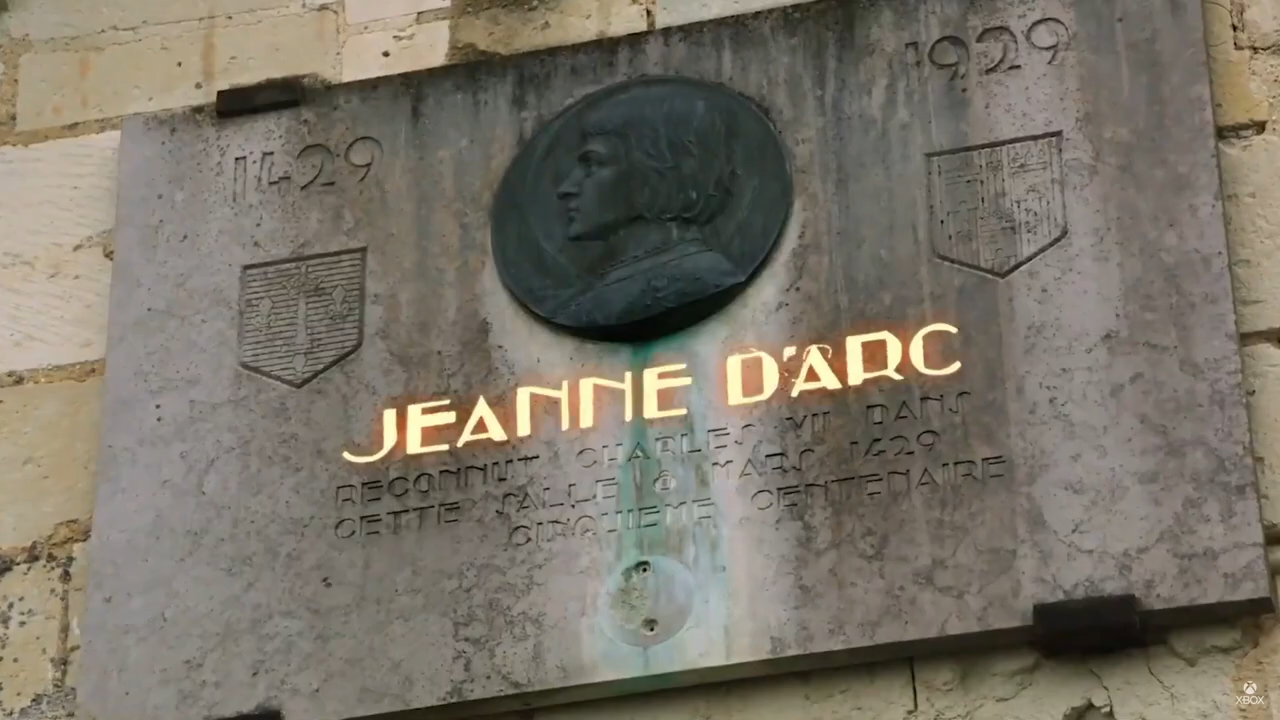 1429
1929
JEANNE D'ARC
RECONNUT CHARLES VII DANS
CETTE SALLE 8 MARS 1429
CINQUIEME CENTENAIRE
XBOX